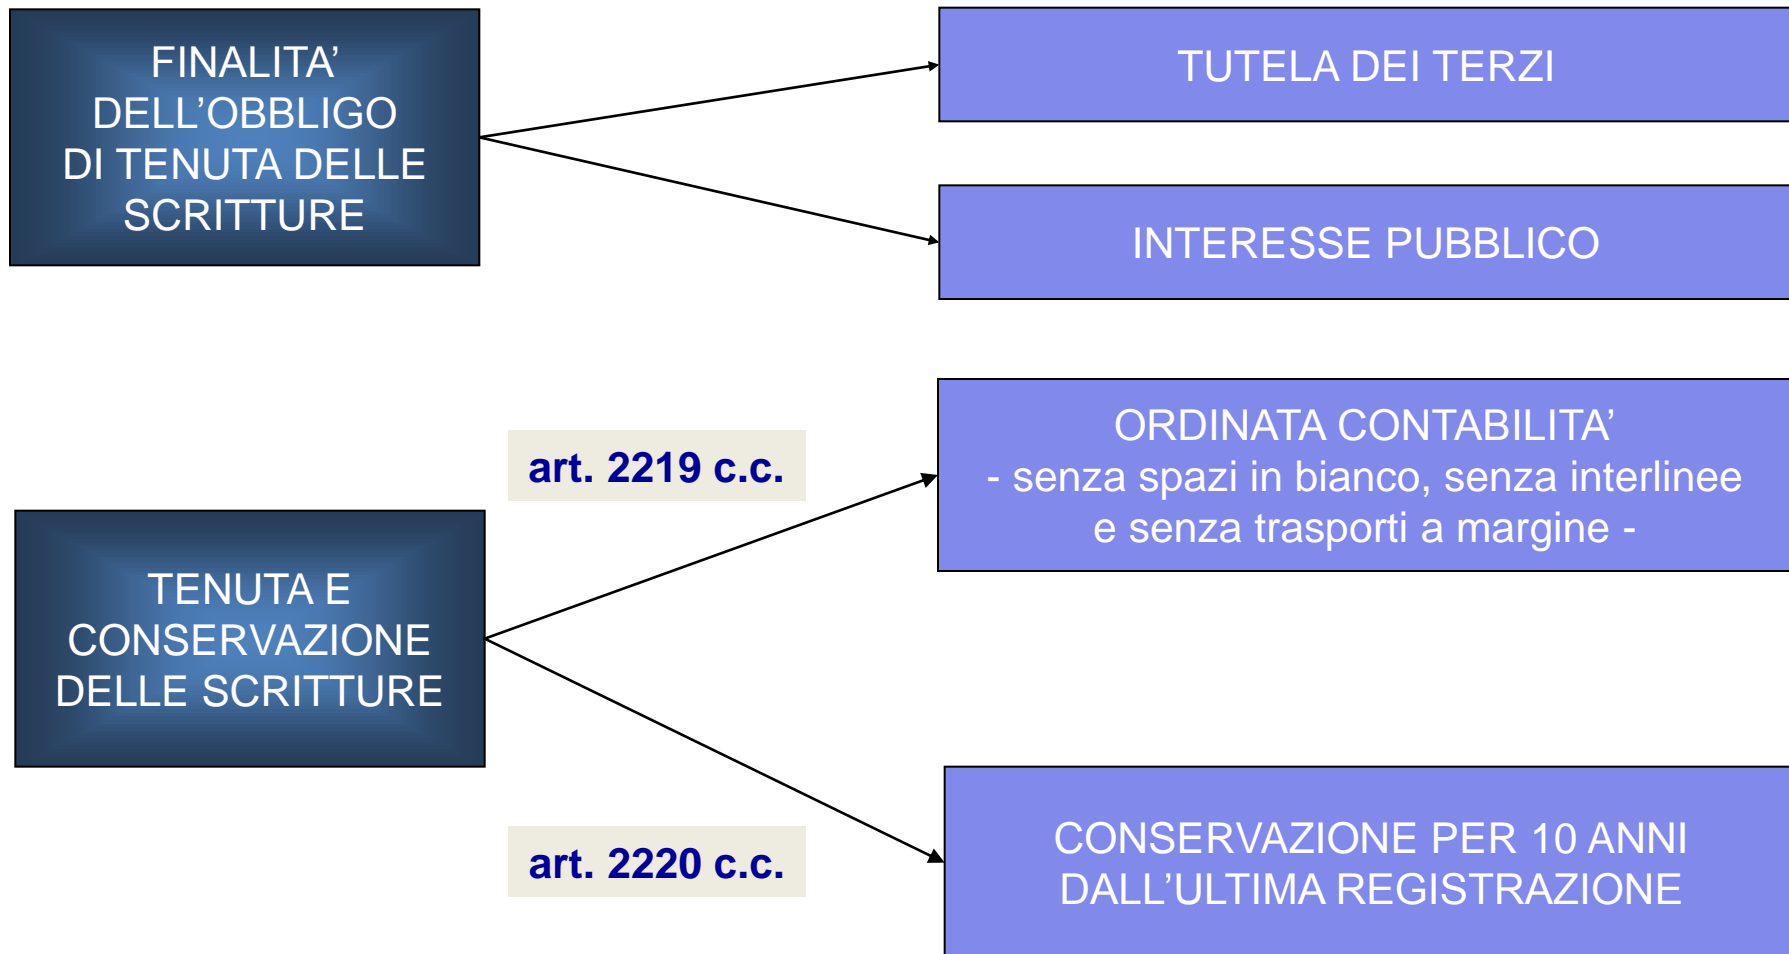 FINALITA’
DELL’OBBLIGO
DI TENUTA DELLE
SCRITTURE
TUTELA DEI TERZI
INTERESSE PUBBLICO
art. 2219 c.c.
ORDINATA CONTABILITA’
- senza spazi in bianco, senza interlinee
e senza trasporti a margine -
TENUTA E
CONSERVAZIONE
DELLE SCRITTURE
art. 2220 c.c.
CONSERVAZIONE PER 10 ANNI
DALL’ULTIMA REGISTRAZIONE